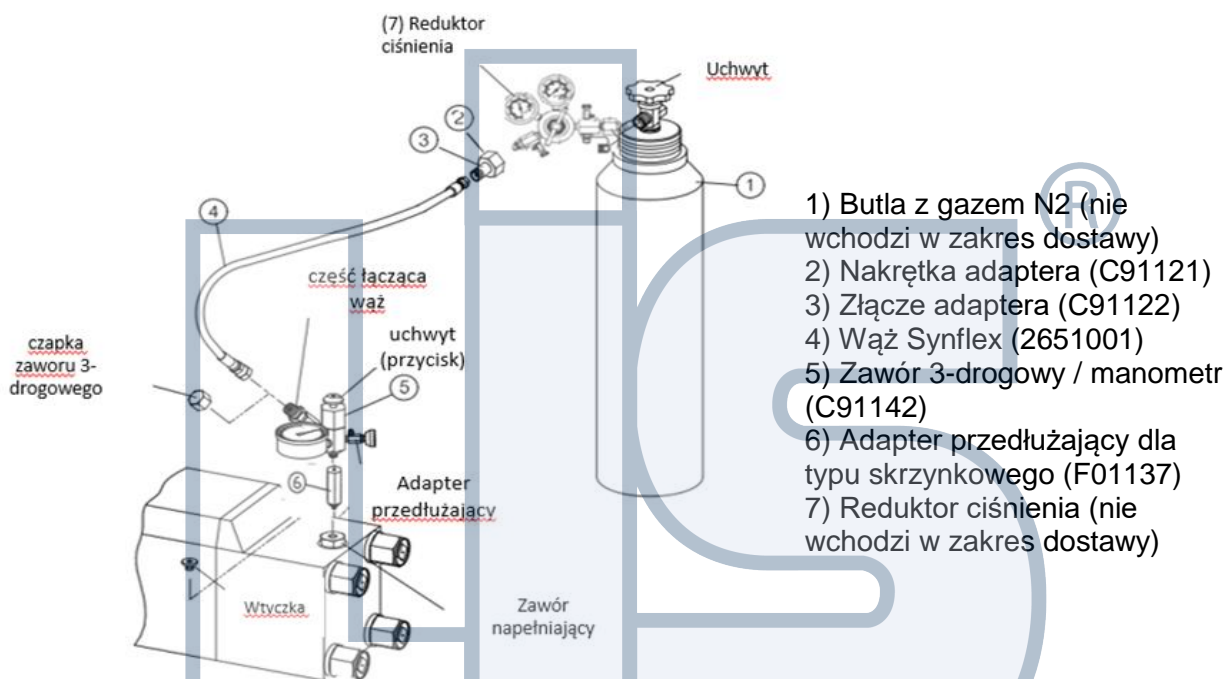 (7) Reduktor
ciśnienia
Uchwyt
2
3
1
4
część łącząca
wąż
uchwyt
(przycisk)
5
czapka
zaworu 3-
drogowego
6
Adapter
przedłużający
Wtyczka
Zawór
napełniający
®
1) Butla z gazem N2 (nie
wchodzi w zakres dostawy)
2) Nakrętka adaptera (C91121)
3) Złącze adaptera (C91122)
4) Wąż Synflex (2651001)
5) Zawór 3-drogowy / manometr
(C91142)
6) Adapter przedłużający dla
typu skrzynkowego (F01137)
7) Reduktor ciśnienia (nie
wchodzi w zakres dostawy)